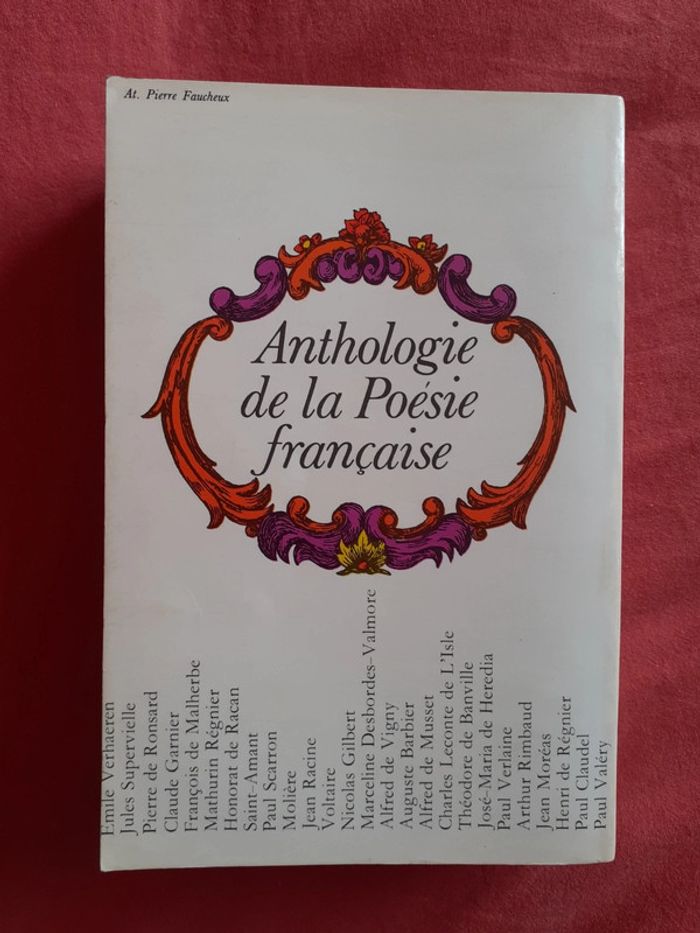 At. Pierre Faucheux
Anthologie
de la Poésie
française
Emile Verhaeren
Jules Supervielle
Pierre de Ronsard
Claude Garnier
François de Malherbe
Mathurin Régnier
Honorat de Racan
Saint-Amant
Paul Scarron
Molière
Jean Racine
Voltaire
Nicolas Gilbert
Marceline Desbordes-Valmore
Alfred de Vigny
Auguste Barbier
Alfred de Musset
Charles Leconte de L'Isle
Théodore de Banville
José-Maria de Heredia
Paul Verlaine
Arthur Rimbaud
Jean Moréas
Henri de Régnier
Paul Claudel
Paul Valéry